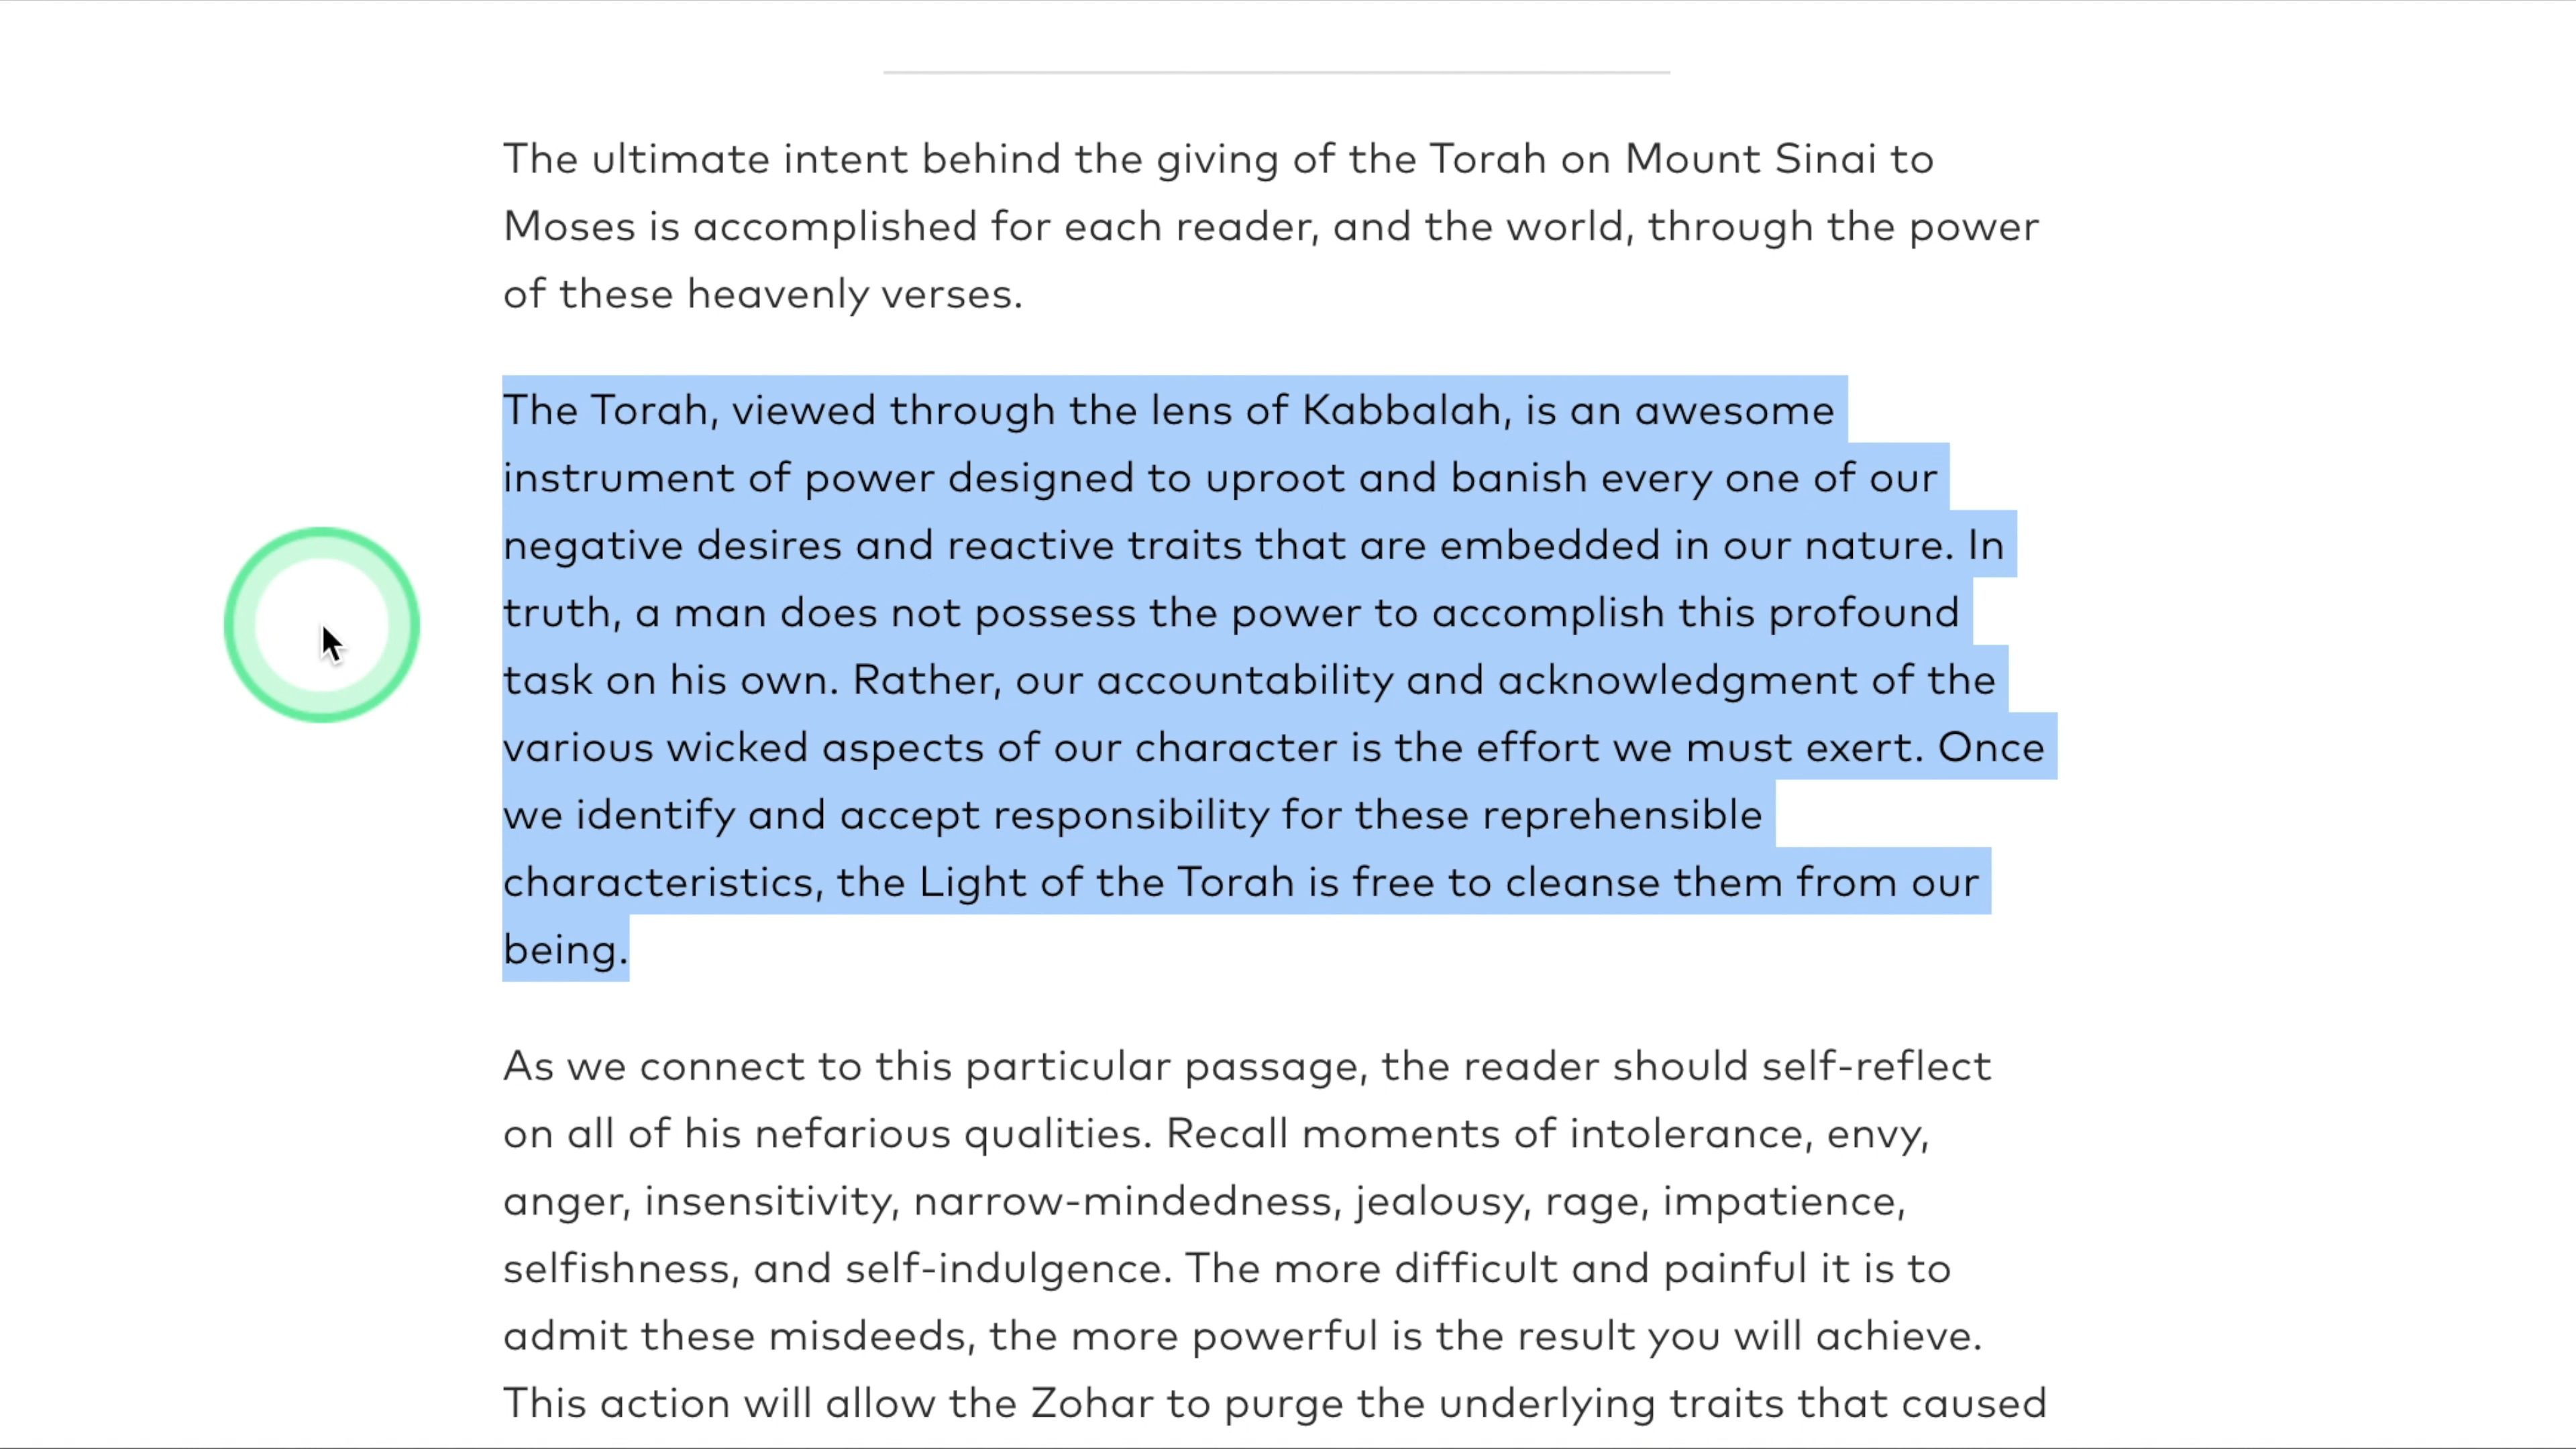 The ultimate intent behind the giving of the Torah on Mount Sinai to
Moses is accomplished for each reader, and the world, through the power
of these heavenly verses.
The Torah, viewed through the lens of Kabbalah, is an awesome
instrument of power designed to uproot and banish every one of our
negative desires and reactive traits that are embedded in our nature. In
truth, a man does not possess the power to accomplish this profound
task on his own. Rather, our accountability and acknowledgment of the
various wicked aspects of our character is the effort we must exert. Once
we identify and accept responsibility for these reprehensible
characteristics, the Light of the Torah is free to cleanse them from our
being.
As we connect to this particular passage, the reader should self-reflect
on all of his nefarious qualities. Recall moments of intolerance, envy,
anger, insensitivity, narrow-mindedness, jealousy, rage, impatience,
selfishness, and self-indulgence. The more difficult and painful it is to
admit these misdeeds, the more powerful is the result you will achieve.
This action will allow the Zohar to purge the underlying traits that caused